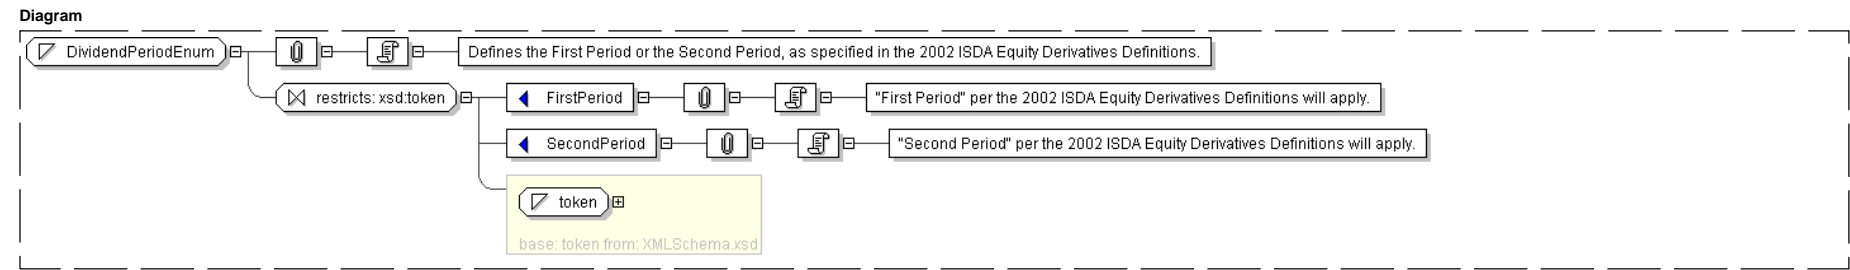 Diagram
DividendPeriodEnum Defines the First Period or the Second Period, as specified in the 2002 ISDA Equity Derivatives Definitions.
restricts: xsd:token FirstPeriod "First Period" per the 2002 ISDA Equity Derivatives Definitions will apply.
SecondPeriod "Second Period" per the 2002 ISDA Equity Derivatives Definitions will apply.
token
base: token from: XMLSchema.xsd